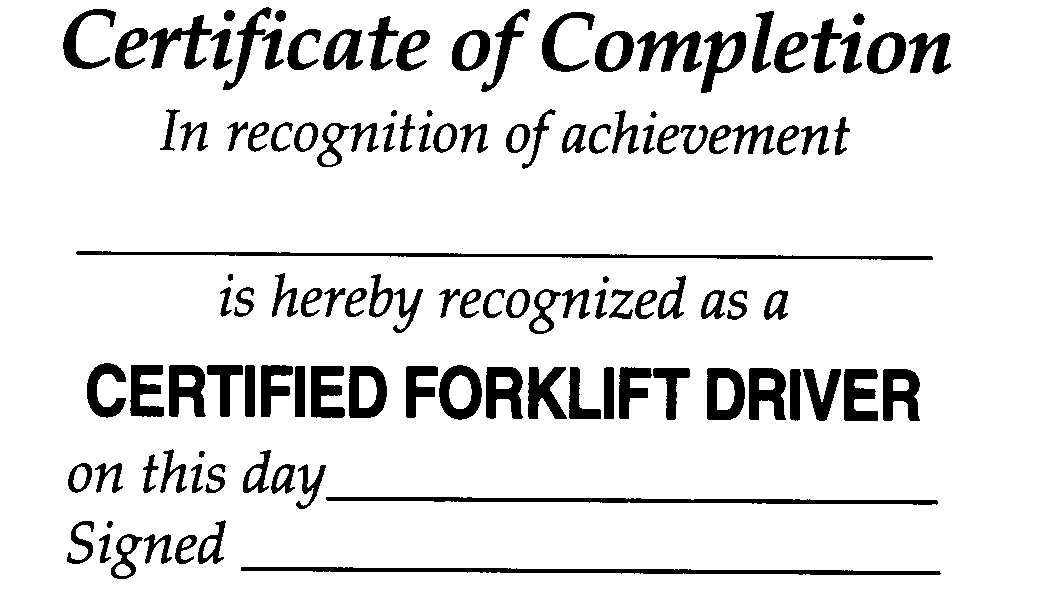 Certificate of Completion
In recognition of achievement
is hereby recognized as a
CERTIFIED FORKLIFT DRIVER
on this day
Signed